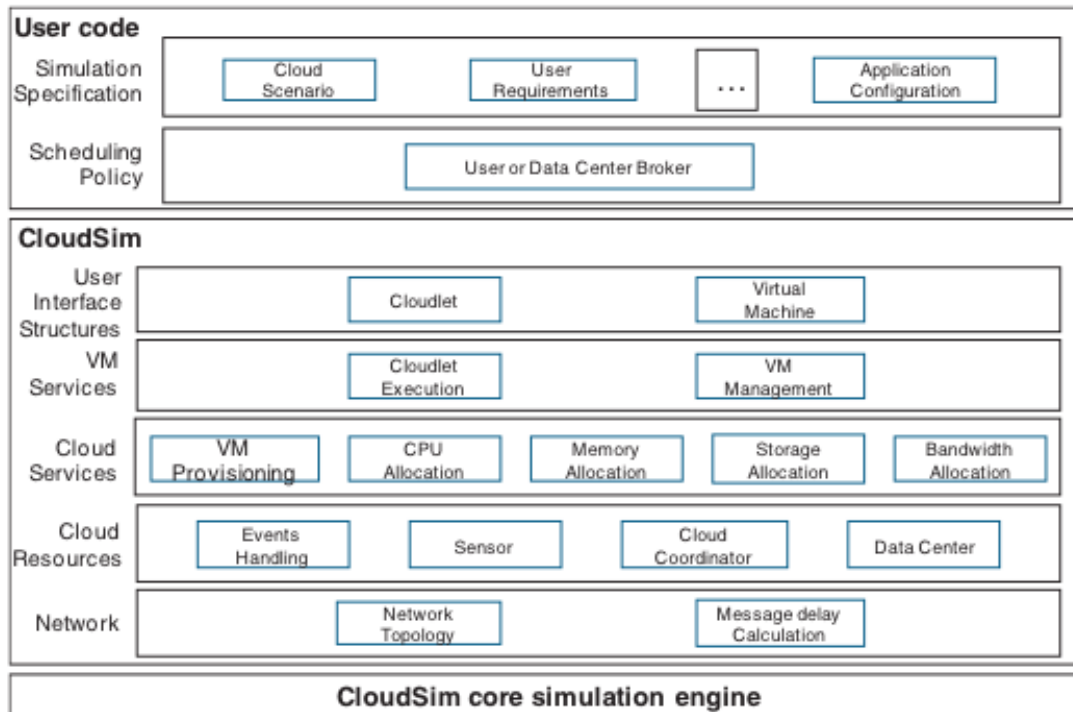 User code
Simulation
Specification
Cloud
Scenario
User
Requirements
...
Application
Configuration
Scheduling
Policy
User or Data Center Broker
CloudSim
User
Interface
Structures
Cloudlet
Virtual
Machine
VM
Services
Cloudlet
Execution
VM
Management
Cloud
Services
VM
Provisioning
CPU
Allocation
Memory
Allocation
Storage
Allocation
Bandwidth
Allocation
Cloud
Resources
Events
Handling
Sensor
Cloud
Coordinator
Data Center
Network
Network
Topology
Message delay
Calculation
CloudSim core simulation engine